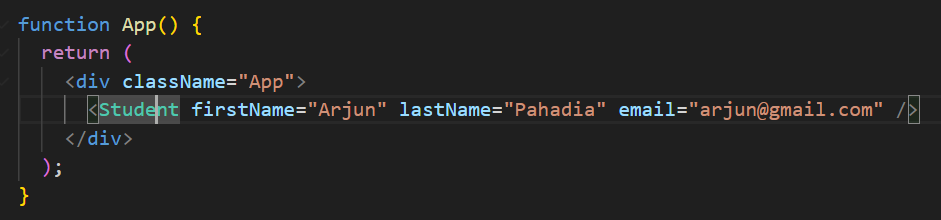 function App() {
  return (
    <div className="App">
      <Student firstName="Arjun" lastName="Pahadia" email="arjun@gmail.com" />
    </div>
  );
}